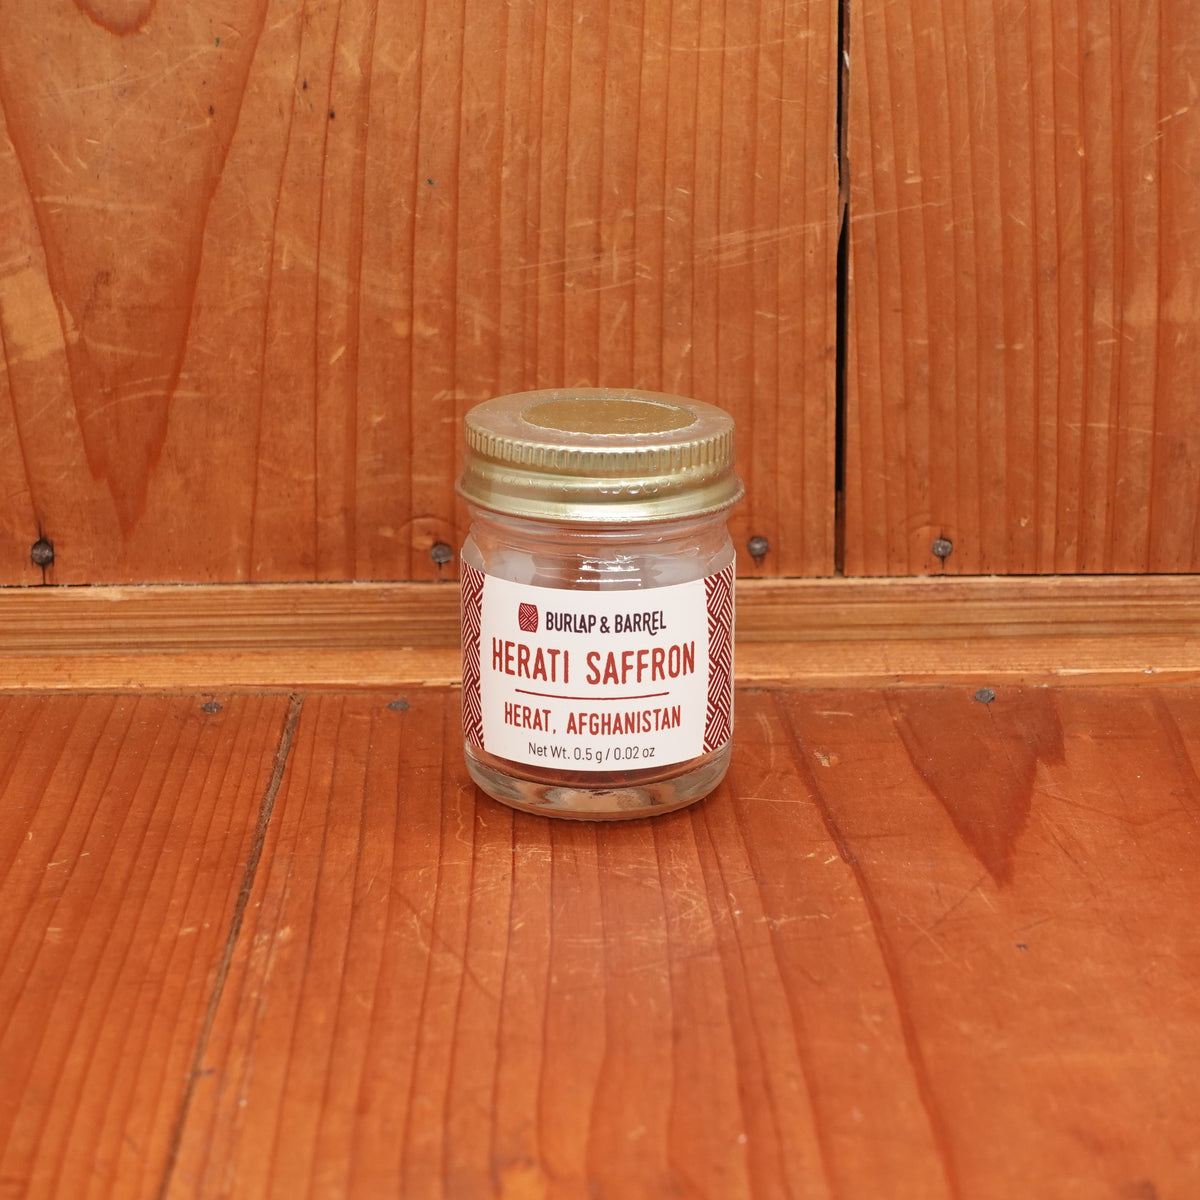 BURLAP & BARREL
HERATI SAFFRON
HERAT, AFGHANISTAN
Net Wt. 0.5 g / 0.02 oz